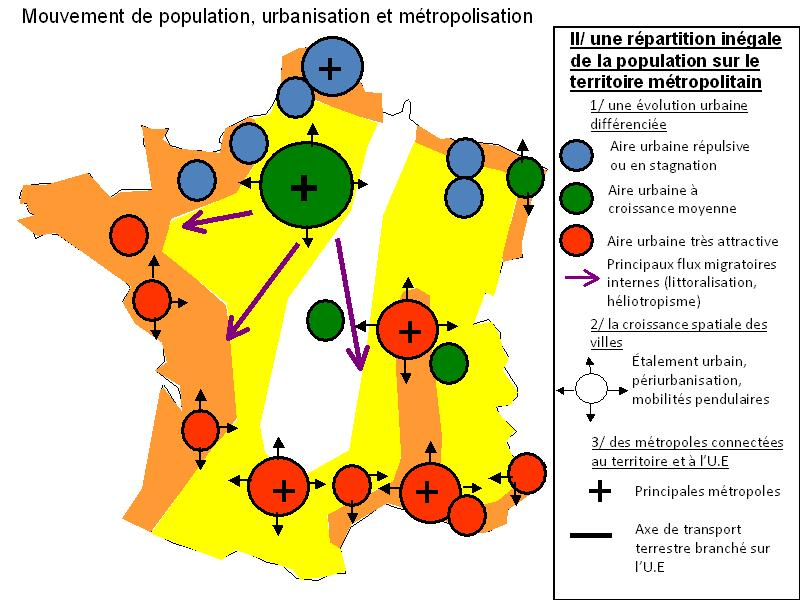 Mouvement de population, urbanisation et métropolisation
II/ une répartition inégale
de la population sur le
territoire métropolitain
1/ une évolution urbaine
différenciée
Aire urbaine répulsive
ou en stagnation
Aire urbaine à
croissance moyenne
Aire urbaine très attractive
Principaux flux migratoires
internes (littoralisation,
héliotropisme)
2/ la croissance spatiale des
villes
Étalement urbain,
périurbanisation,
mobilités pendulaires
3/ des métropoles connectées
au territoire et à l'U.E
Principales métropoles
Axe de transport
terrestre branché sur
l'U.E